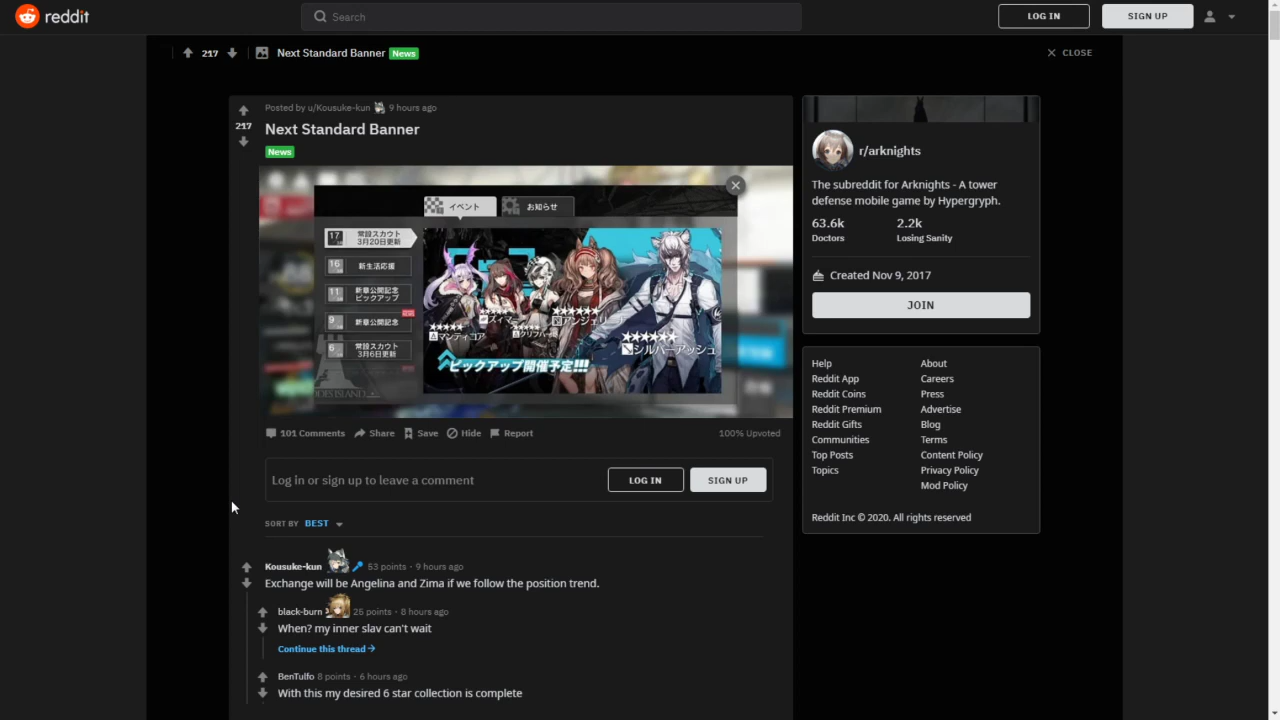 reddit
Search
LOG IN
SIGN UP
217
Next Standard Banner News
CLOSE
Posted by u/Kousuke-kun 9 hours ago
217
Next Standard Banner
News
イベント
お知らせ
17
常設スカウト
3月20日更新
16
新生活応援
11
新章公開記念
ピックアップ
9
新章公開記念
6
常設スカウト
3月6日更新
マンティコア
ズィマー
クリフハート
アンジェリーナ
シルバーアッシュ
ピックアップ開催予定!!!
101 Comments Share Save Hide Report
100% Upvoted
Log in or sign up to leave a comment
LOG IN
SIGN UP
SORT BY BEST
Kousuke-kun 53 points · 9 hours ago
Exchange will be Angelina and Zima if we follow the position trend.
black-burn 25 points · 8 hours ago
When? my inner slav can't wait
Continue this thread
BenTulfo 8 points · 6 hours ago
With this my desired 6 star collection is complete
r/arknights
The subreddit for Arknights - A tower
defense mobile game by Hypergryph.
63.6k
Doctors
2.2k
Losing Sanity
Created Nov 9, 2017
JOIN
Help
Reddit App
Reddit Coins
Reddit Premium
Reddit Gifts
Communities
Top Posts
Topics
About
Careers
Press
Advertise
Blog
Terms
Content Policy
Privacy Policy
Mod Policy
Reddit Inc © 2020. All rights reserved